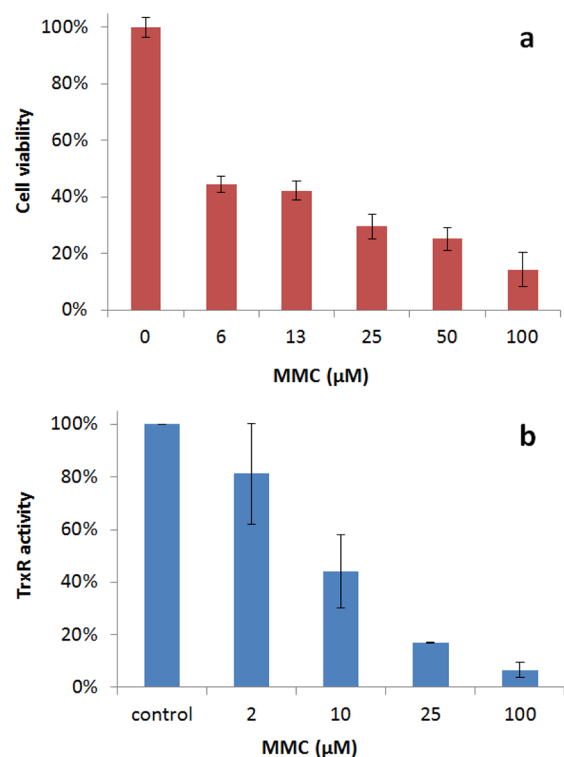 a
100%
80%
60%
40%
20%
0%
Cell viability
0 6 13 25 50 100
MMC (µM)
b
100%
80%
60%
40%
20%
0%
TrxR activity
control 2 10 25 100
MMC (µM)